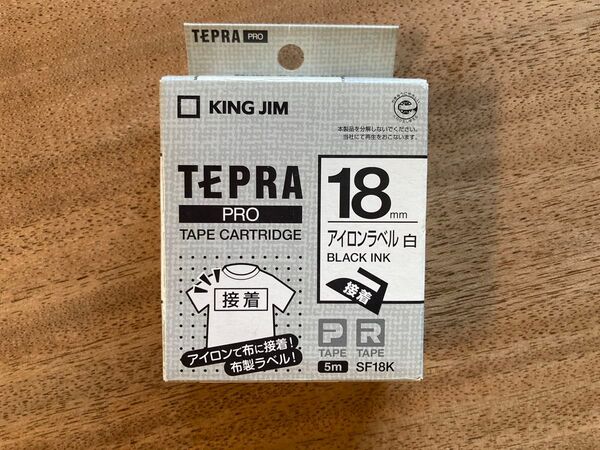 TEPRA PRO
KING JIM
本製品を分解しないでください。
当社にて再生をおこないます。
TEPRA
PRO
TAPE CARTRIDGE
18mm
アイロンラベル 白
BLACK INK
接着
接着
アイロンで布に接着!
布製ラベル!
P R
TAPE TAPE
5m SF18K